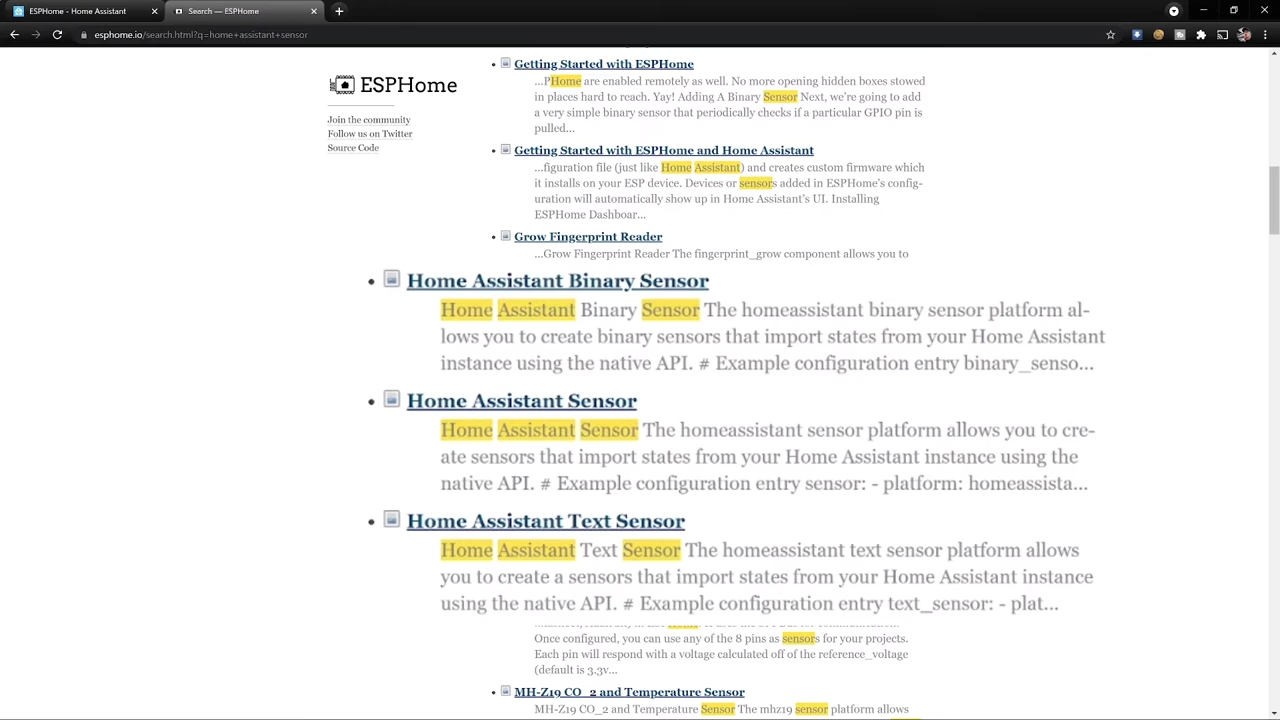 ESPHome - Home Assistant
Search — ESPHome
esphome.io/search.html?q=home+assistant+sensor
ESPHome
Join the community
Follow us on Twitter
Source Code
Getting Started with ESPHome
...PHome are enabled remotely as well. No more opening hidden boxes stowed
in places hard to reach. Yay! Adding A Binary Sensor Next, we're going to add
a very simple binary sensor that periodically checks if a particular GPIO pin is
pulled...
Getting Started with ESPHome and Home Assistant
...figuration file (just like Home Assistant) and creates custom firmware which
it installs on your ESP device. Devices or sensors added in ESPHome's config-
uration will automatically show up in Home Assistant's UI. Installing
ESPHome Dashboar...
Grow Fingerprint Reader
...Grow Fingerprint Reader The fingerprint_grow component allows you to
Home Assistant Binary Sensor
Home Assistant Binary Sensor The homeassistant binary sensor platform al-
lows you to create binary sensors that import states from your Home Assistant
instance using the native API. # Example configuration entry binary_senso...
Home Assistant Sensor
Home Assistant Sensor The homeassistant sensor platform allows you to cre-
ate sensors that import states from your Home Assistant instance using the
native API. # Example configuration entry sensor: - platform: homeassista...
Home Assistant Text Sensor
Home Assistant Text Sensor The homeassistant text sensor platform allows
you to create a sensors that import states from your Home Assistant instance
using the native API. # Example configuration entry text_sensor: - plat...
Once configured, you can use any of the 8 pins as sensors for your projects.
Each pin will respond with a voltage calculated off of the reference_voltage
(default is 3.3v...
MH-Z19 CO_2 and Temperature Sensor
MH-Z19 CO_2 and Temperature Sensor The mhz19 sensor platform allows